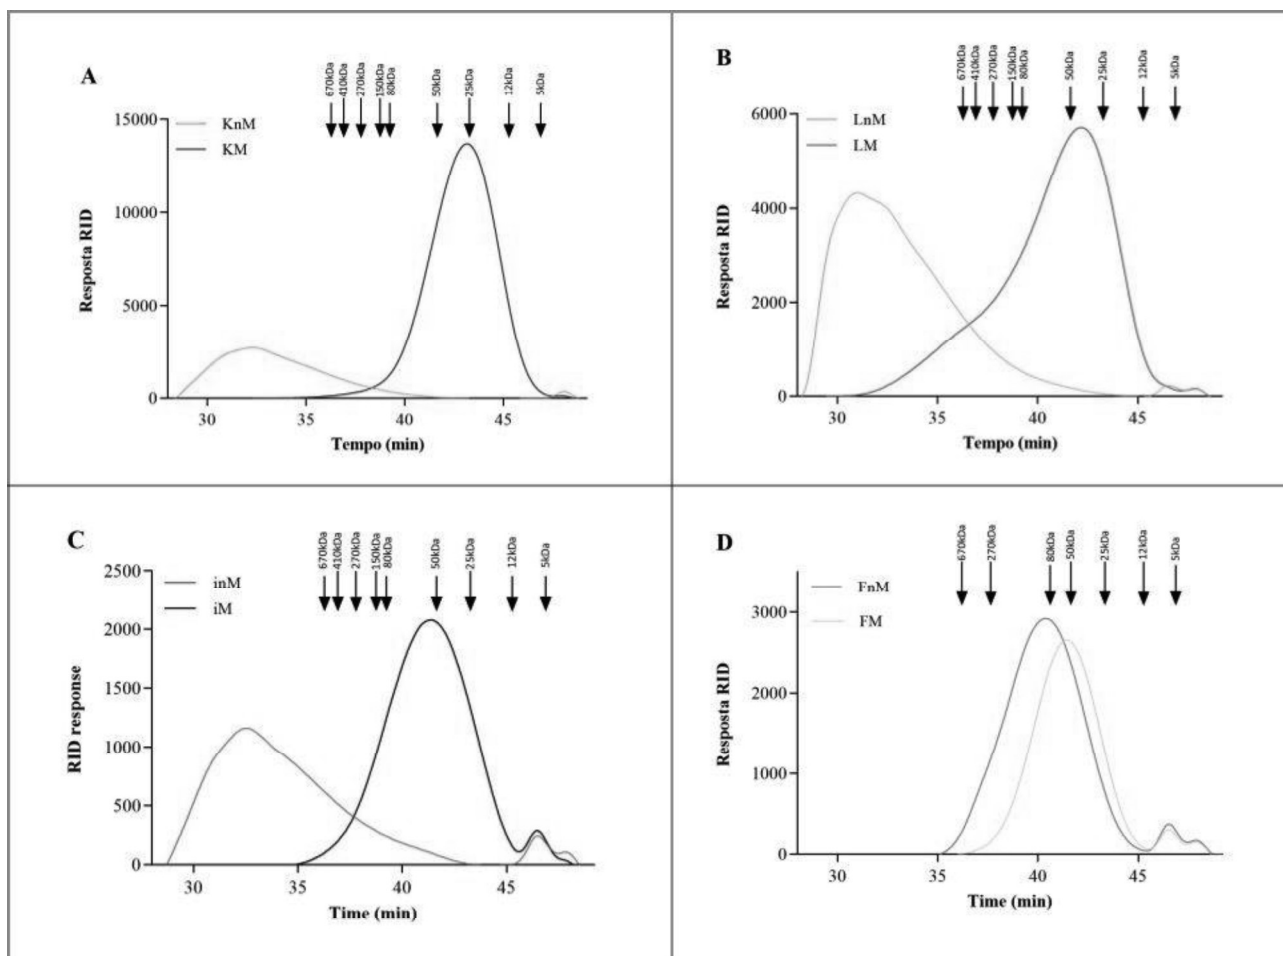 A
670kDa
410kDa
270kDa
150kDa
80kDa
50kDa
25kDa
12kDa
5kDa
KnM
KM
Resposta RID
15000
10000
5000
0
30
35
40
45
Tempo (min)
B
670kDa
410kDa
270kDa
150kDa
80kDa
50kDa
25kDa
12kDa
5kDa
LnM
LM
Resposta RID
6000
4000
2000
0
30
35
40
45
Tempo (min)
C
670kDa
410kDa
270kDa
150kDa
80kDa
50kDa
25kDa
12kDa
5kDa
inM
iM
RID response
2500
2000
1500
1000
500
0
30
35
40
45
Time (min)
D
670kDa
270kDa
80kDa
50kDa
25kDa
12kDa
5kDa
FnM
FM
Resposta RID
3000
2000
1000
0
30
35
40
45
Time (min)